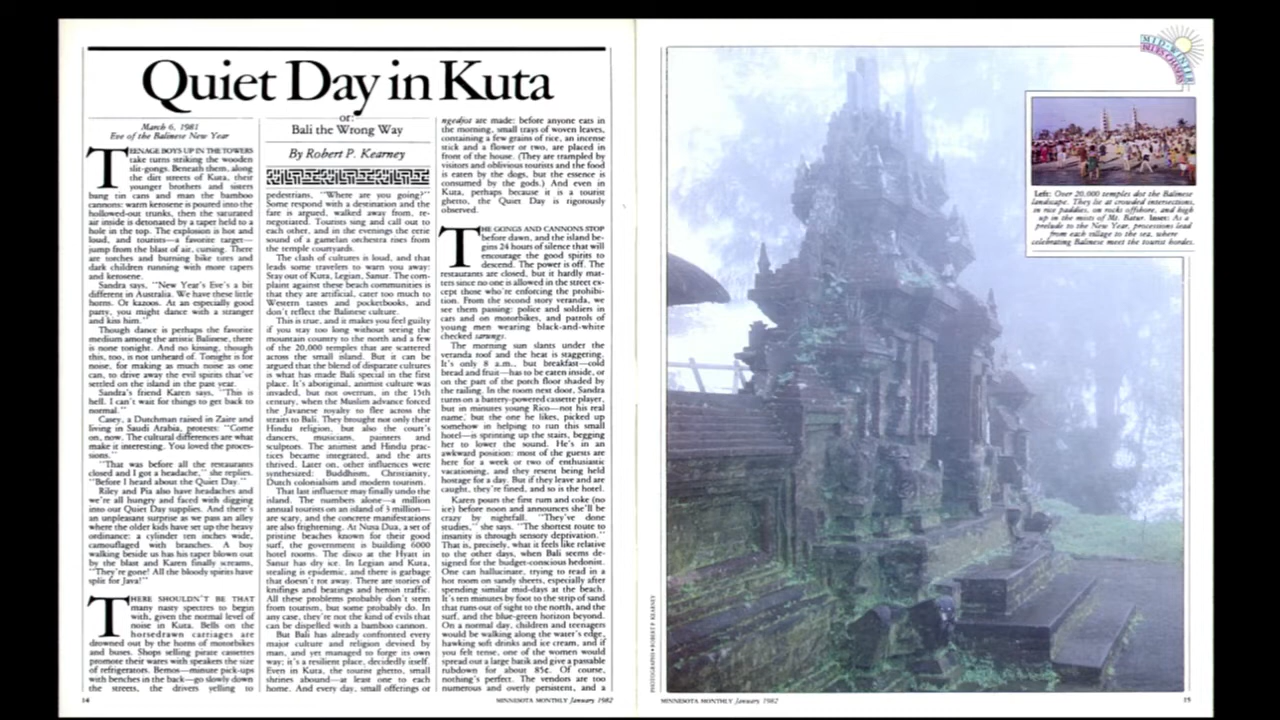 Quiet Day in Kuta
or:
Bali the Wrong Way
By Robert P. Kearney
March 6, 1981
Eve of the Balinese New Year
TEENAGE BOYS UP IN THE TOWERS
take turns striking the wooden
slit-gongs. Beneath them, along
the dirt streets of Kuta, their
younger brothers and sisters
bang tin cans and man the bamboo
cannons: warm kerosene is poured into the
hollowed-out trunks, then the saturated
air inside is detonated by a taper held to a
hole in the top. The explosion is hot and
loud, and tourists—a favorite target—
jump from the blast of air, cursing. There
are torches and burning bike tires and
dark children running with more tapers
and kerosene.
Sandra says, "New Year's Eve's a bit
different in Australia. We have these little
horns. Or kazoos. At an especially good
party, you might dance with a stranger
and kiss him."
Though dance is perhaps the favorite
medium among the artistic Balinese, there
is none tonight. And no kissing, though
this, too, is not unheard of. Tonight is for
noise, for making as much noise as one
can, to drive away the evil spirits that've
settled on the island in the past year.
Sandra's friend Karen says, "This is
hell. I can't wait for things to get back to
normal."
Casey, a Dutchman raised in Zaire and
living in Saudi Arabia, protests: "Come
on, now. The cultural differences are what
make it interesting. You loved the proces-
sions."
"That was before all the restaurants
closed and I got a headache," she replies.
"Before I heard about the Quiet Day."
Riley and Pia also have headaches and
we're all hungry and faced with digging
into our Quiet Day supplies. And there's
an unpleasant surprise as we pass an alley
where the older kids have set up the heavy
ordinance: a cylinder ten inches wide,
camouflaged with branches. A boy
walking beside us has his taper blown out
by the blast and Karen finally screams,
"They're gone! All the bloody spirits have
split for Java!"
THERE SHOULDN'T BE THAT
many nasty spectres to begin
with, given the normal level of
noise in Kuta. Bells on the
horsedrawn carriages are
drowned out by the horns of motorbikes
and buses. Shops selling pirate cassettes
promote their wares with speakers the size
of refrigerators. Bemos—minute pick-ups
with benches in the back—go slowly down
the streets, the drivers yelling to
pedestrians, "Where are you going?"
Some respond with a destination and the
fare is argued, walked away from, re-
negotiated. Tourists sing and call out to
each other, and in the evenings the eerie
sound of a gamelan orchestra rises from
the temple courtyards.
The clash of cultures is loud, and that
leads some travelers to warn you away:
Stay out of Kuta, Legian, Sanur. The com-
plaint against these beach communities is
that they are artificial, cater too much to
Western tastes and pocketbooks, and
don't reflect the Balinese culture.
This is true, and it makes you feel guilty
if you stay too long without seeing the
mountain country to the north and a few
of the 20,000 temples that are scattered
across the small island. But it can be
argued that the blend of disparate cultures
is what has made Bali special in the first
place. It's aboriginal, animist culture was
invaded, but not overrun, in the 15th
century, when the Muslim advance forced
the Javanese royalty to flee across the
straits to Bali. They brought not only their
Hindu religion, but also the court's
dancers, musicians, painters and
sculptors. The animist and Hindu prac-
tices became integrated, and the arts
thrived. Later on, other influences were
synthesized: Buddhism, Christianity,
Dutch colonialism and modern tourism.
That last influence may finally undo the
island. The numbers alone—a million
annual tourists on an island of 3 million—
are scary, and the concrete manifestations
are also frightening. At Nusa Dua, a set of
pristine beaches known for their good
surf, the government is building 6000
hotel rooms. The disco at the Hyatt in
Sanur has dry ice. In Legian and Kuta,
stealing is epidemic, and there is garbage
that doesn't rot away. There are stories of
knifings and beatings and heroin traffic.
All these problems probably don't stem
from tourism, but some probably do. In
any case, they're not the kind of evils that
can be dispelled with a bamboo cannon.
But Bali has already confronted every
major culture and religion devised by
man, and yet managed to forge its own
way; it's a resilient place, decidedly itself.
Even in Kuta, the tourist ghetto, small
shrines abound—at least one to each
home. And every day, small offerings or
ngedjot are made: before anyone eats in
the morning, small trays of woven leaves,
containing a few grains of rice, an incense
stick and a flower or two, are placed in
front of the house. (They are trampled by
visitors and oblivious tourists and the food
is eaten by the dogs, but the essence is
consumed by the gods.) And even in
Kuta, perhaps because it is a tourist
ghetto, the Quiet Day is rigorously
observed.
THE GONGS AND CANNONS STOP
before dawn, and the island be-
gins 24 hours of silence that will
encourage the good spirits to
descend. The power is off. The
restaurants are closed, but it hardly mat-
ters since no one is allowed in the street ex-
cept those who're enforcing the prohibi-
tion. From the second story veranda, we
see them passing: police and soldiers in
cars and on motorbikes, and patrols of
young men wearing black-and-white
checked sarungs.
The morning sun slants under the
veranda roof and the heat is staggering.
It's only 8 a.m., but breakfast—cold
bread and fruit—has to be eaten inside, or
on the part of the porch floor shaded by
the railing. In the room next door, Sandra
turns on a battery-powered cassette player,
but in minutes young Rico—not his real
name, but the one he likes, picked up
somehow in helping to run this small
hotel—is sprinting up the stairs, begging
her to lower the sound. He's in an
awkward position: most of the guests are
here for a week or two of enthusiastic
vacationing, and they resent being held
hostage for a day. But if they leave and are
caught, they're fined, and so is the hotel.
Karen pours the first rum and coke (no
ice) before noon and announces she'll be
crazy by nightfall. "They've done
studies," she says. "The shortest route to
insanity is through sensory deprivation."
That is, precisely, what it feels like relative
to the other days, when Bali seems de-
signed for the budget-conscious hedonist.
One can hallucinate, trying to read in a
hot room on sandy sheets, especially after
spending similar mid-days at the beach.
It's ten minutes by foot to the strip of sand
that runs out of sight to the north, and the
surf, and the blue-green horizon beyond.
On a normal day, children and teenagers
would be walking along the water's edge,
hawking soft drinks and ice cream, and if
you felt tense, one of the women would
spread out a large batik and give a passable
rubdown for about 85¢. Of course,
nothing's perfect. The vendors are too
numerous and overly persistent, and a
14
MINNESOTA MONTHLY January 1982
PHOTOGRAPHS • ROBERT P. KEARNEY
MID-WINTER
BLUES CHASERS
Left: Over 20,000 temples dot the Balinese
landscape. They lie at crowded intersections,
in rice paddies, on rocks offshore, and high
up in the mists of Mt. Batur. Inset: As a
prelude to the New Year, processions lead
from each village to the sea, where
celebrating Balinese meet the tourist hordes.
MINNESOTA MONTHLY January 1982
15